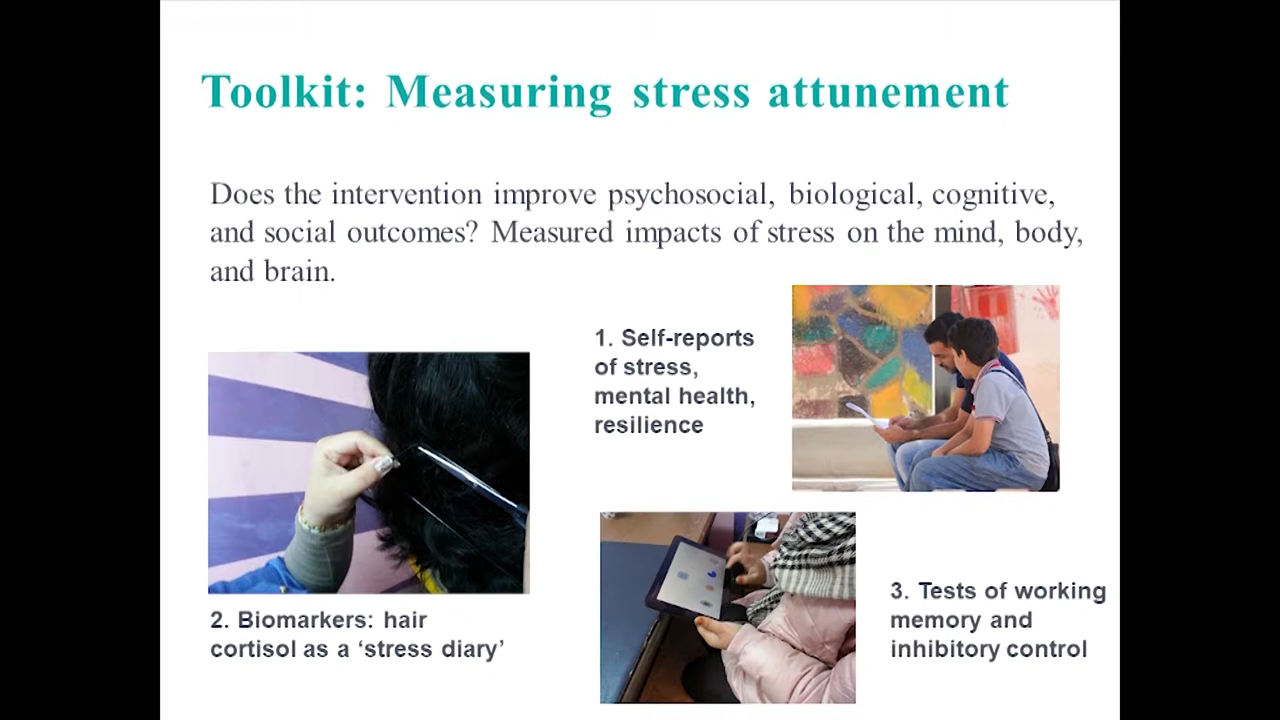 Toolkit: Measuring stress attunement
Does the intervention improve psychosocial, biological, cognitive,
and social outcomes? Measured impacts of stress on the mind, body,
and brain.
1. Self-reports
of stress,
mental health,
resilience
2. Biomarkers: hair
cortisol as a ‘stress diary’
3. Tests of working
memory and
inhibitory control